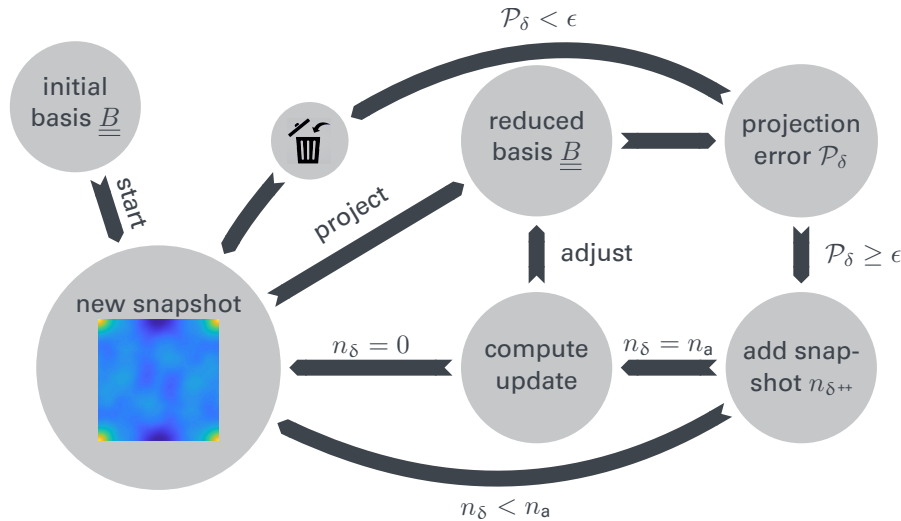 𝒫_δ < ϵ
initial
basis B
reduced
basis B
projection
error 𝒫_δ
start
project
new snapshot
adjust
𝒫_δ ≥ ϵ
n_δ = 0
compute
update
n_δ = n_a
add snap-
shot n_δ++
n_δ < n_a